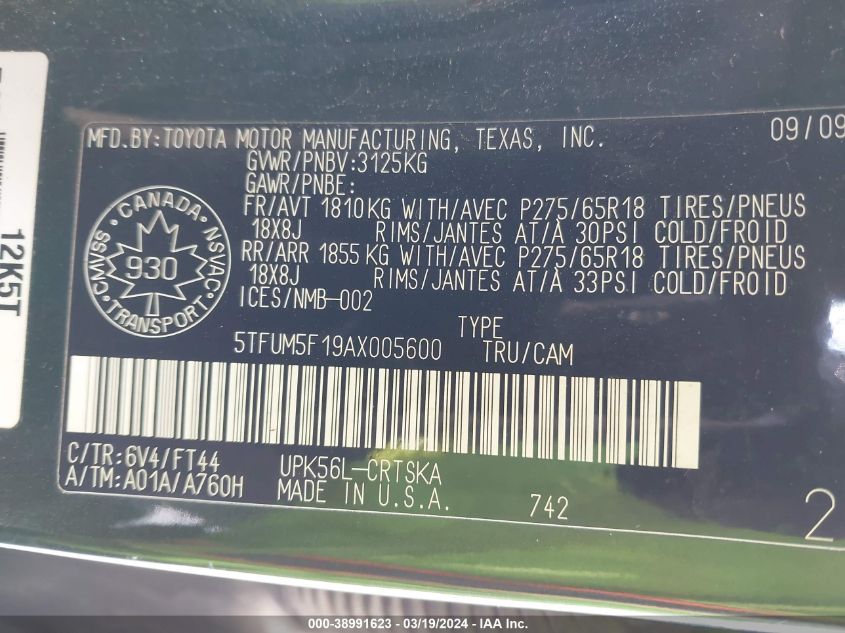 MFD.BY:TOYOTA MOTOR MANUFACTURING, TEXAS, INC. 09/09
GVWR/PNBV:3125KG
GAWR/PNBE:
FR/AVT 1810KG WITH/AVEC P275/65R18 TIRES/PNEUS
18X8J RIMS/JANTES AT/A 30PSI COLD/FROID
RR/ARR 1855 KG WITH/AVEC P275/65R18 TIRES/PNEUS
18X8J RIMS/JANTES AT/A 33PSI COLD/FROID
ICES/NMB-002
CANADA
CMVSS NSVAC
930
TRANSPORT
TYPE
5TFUM5F19AX005600 TRU/CAM
C/TR:6V4/FT44 UPK56L-CRTSKA
A/TM:A01A/A760H MADE IN U.S.A. 742 2
12K5T
000-38991623 - 03/19/2024 - IAA Inc.